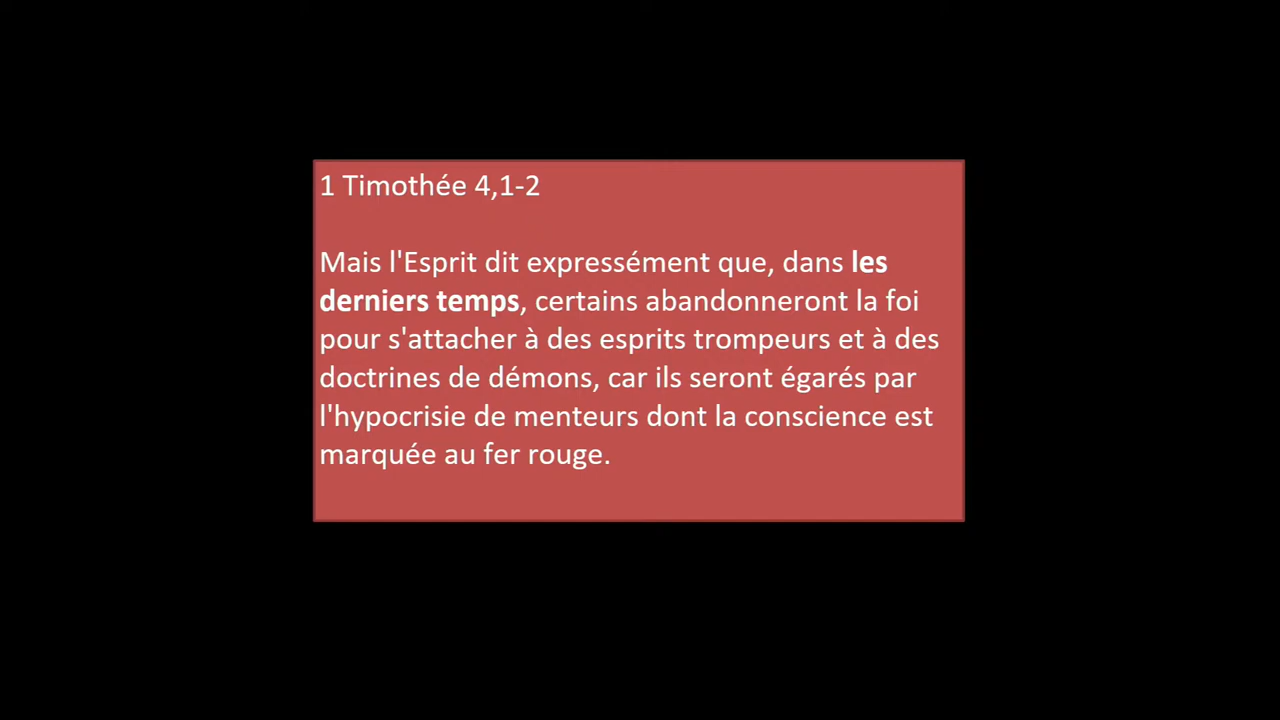 1 Timothée 4,1-2
Mais l'Esprit dit expressément que, dans les
derniers temps, certains abandonneront la foi
pour s'attacher à des esprits trompeurs et à des
doctrines de démons, car ils seront égarés par
l'hypocrisie de menteurs dont la conscience est
marquée au fer rouge.